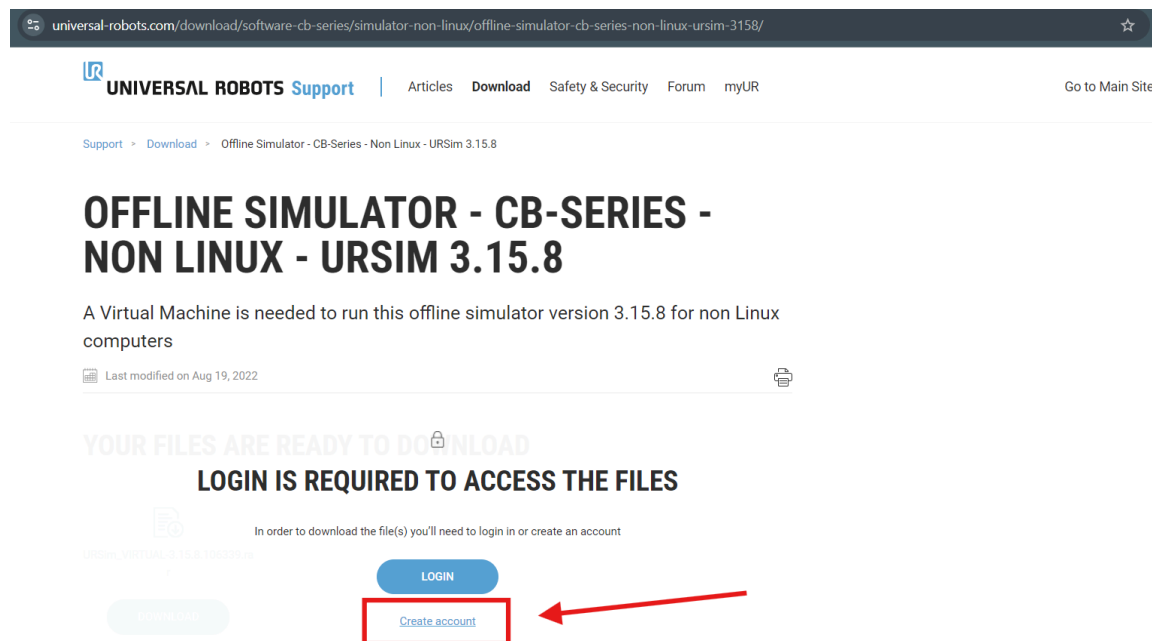 universal-robots.com/download/software-cb-series/simulator-non-linux/offline-simulator-cb-series-non-linux-ursim-3158/
UNIVERSAL ROBOTS Support
Articles Download Safety & Security Forum myUR
Go to Main Site
Support > Download > Offline Simulator - CB-Series - Non Linux - URSim 3.15.8
OFFLINE SIMULATOR - CB-SERIES -
NON LINUX - URSIM 3.15.8
A Virtual Machine is needed to run this offline simulator version 3.15.8 for non Linux
computers
Last modified on Aug 19, 2022
YOUR FILES ARE READY TO DOWNLOAD
LOGIN IS REQUIRED TO ACCESS THE FILES
In order to download the file(s) you'll need to login in or create an account
LOGIN
Create account